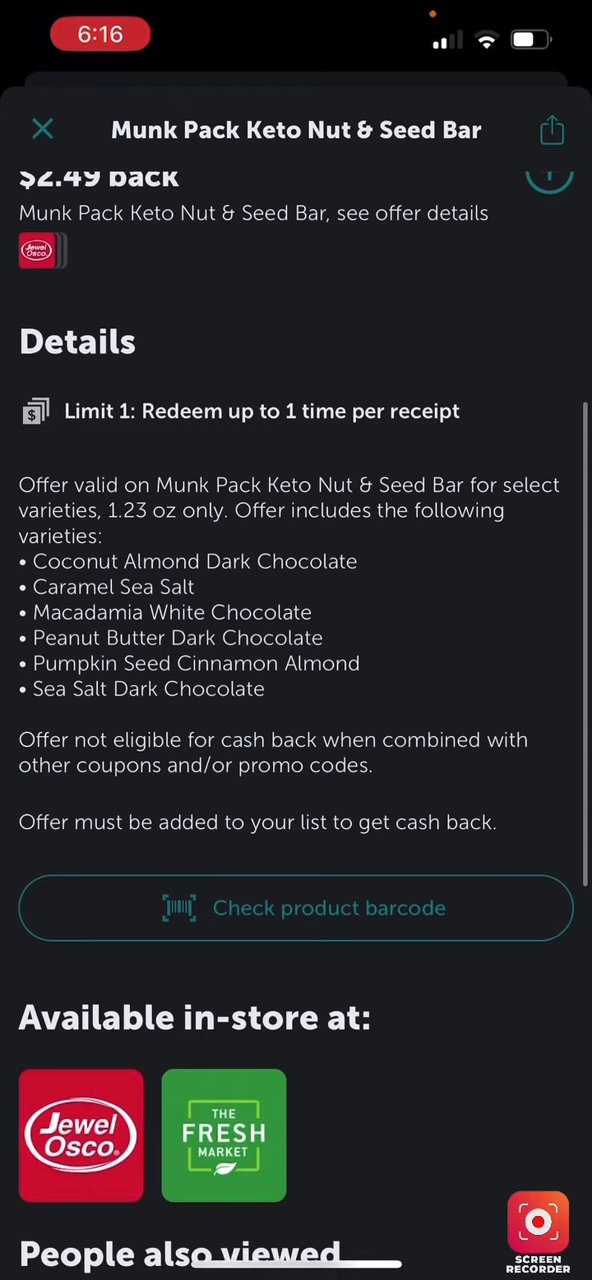 6:16
Munk Pack Keto Nut & Seed Bar
$2.49 back
Munk Pack Keto Nut & Seed Bar, see offer details
Jewel
Osco.
Details
Limit 1: Redeem up to 1 time per receipt
Offer valid on Munk Pack Keto Nut & Seed Bar for select
varieties, 1.23 oz only. Offer includes the following
varieties:
• Coconut Almond Dark Chocolate
• Caramel Sea Salt
• Macadamia White Chocolate
• Peanut Butter Dark Chocolate
• Pumpkin Seed Cinnamon Almond
• Sea Salt Dark Chocolate
Offer not eligible for cash back when combined with
other coupons and/or promo codes.
Offer must be added to your list to get cash back.
Check product barcode
Available in-store at:
Jewel
Osco.
THE
FRESH
MARKET
People also viewed
SCREEN
RECORDER